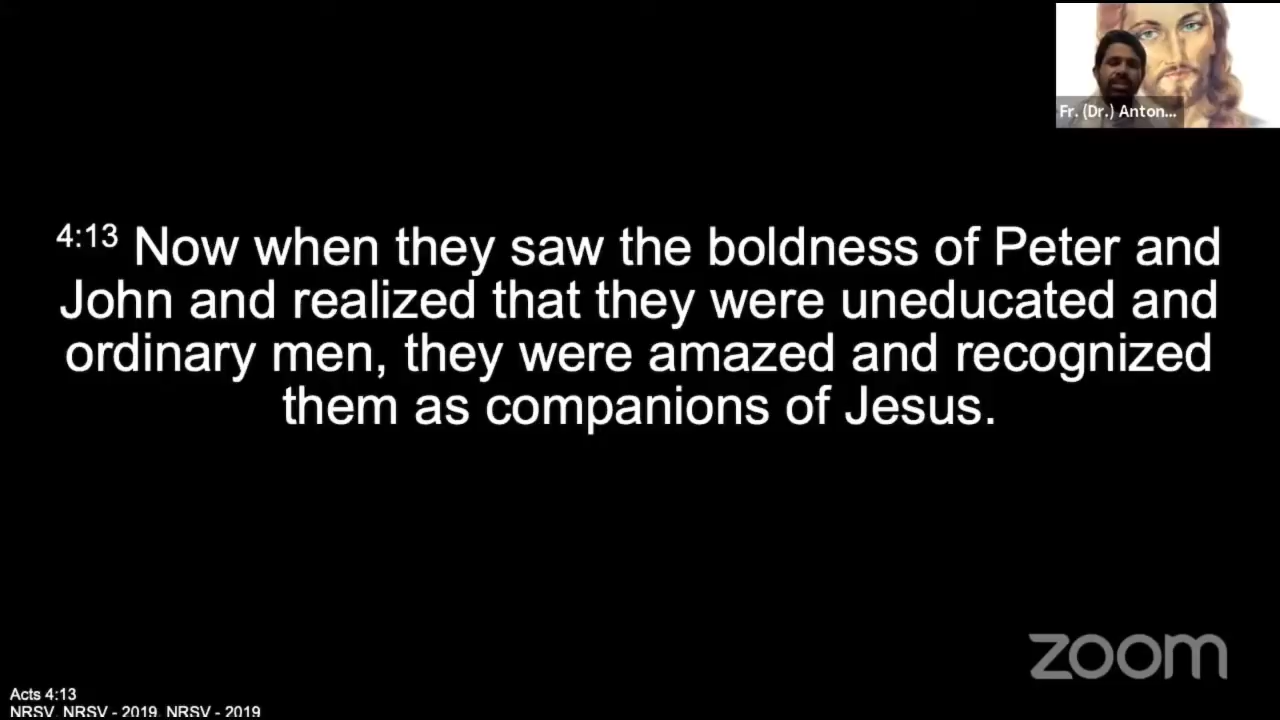 Fr. (Dr.) Anton...
4:13 Now when they saw the boldness of Peter and
John and realized that they were uneducated and
ordinary men, they were amazed and recognized
them as companions of Jesus.
zoom
Acts 4:13
NRSV, NRSV - 2019, NRSV - 2019